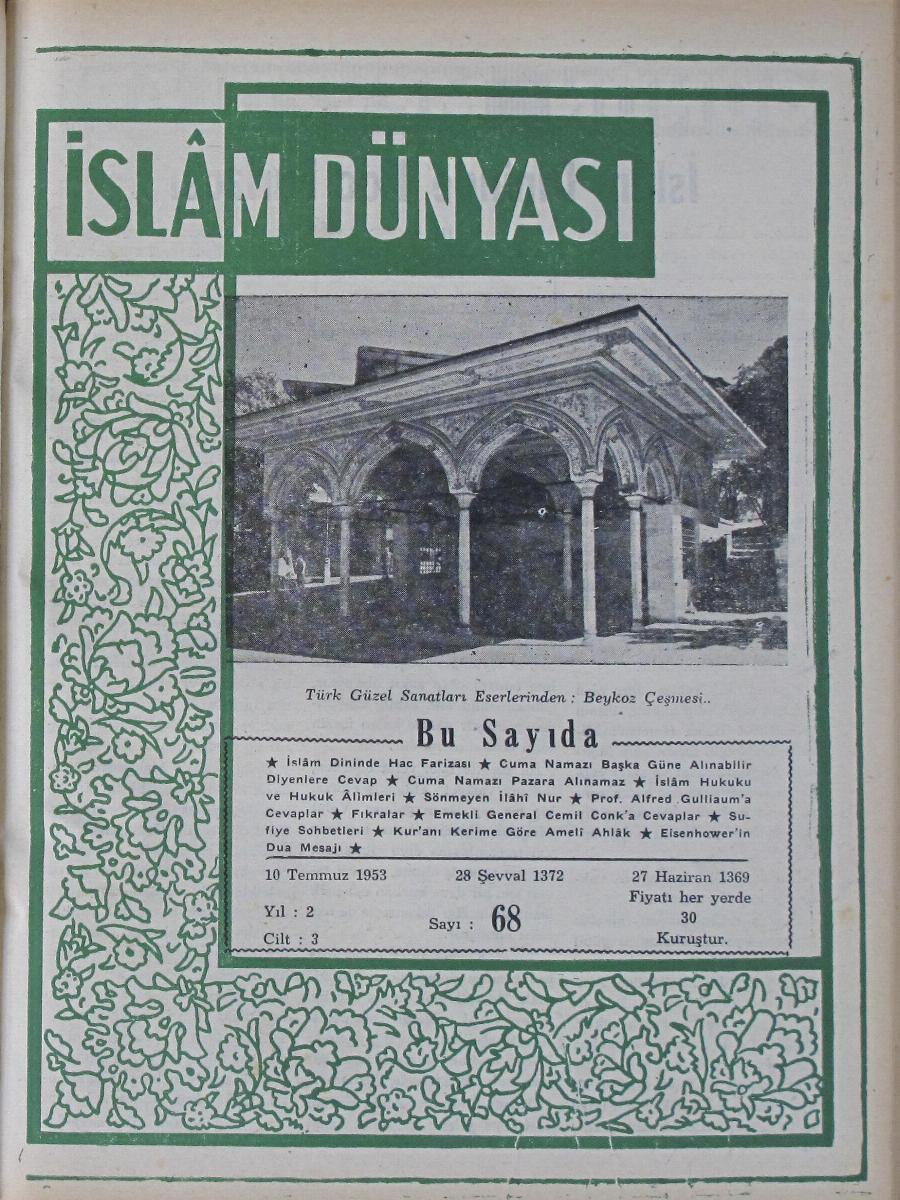 İSLÂM DÜNYASI
Türk Güzel Sanatları Eserlerinden : Beykoz Çeşmesi..
Bu Sayıda
★ İslâm Dininde Hac Farizası ★ Cuma Namazı Başka Güne Alınabilir
Diyenlere Cevap ★ Cuma Namazı Pazara Alınamaz ★ İslâm Hukuku
ve Hukuk Âlimleri ★ Sönmeyen İlâhî Nur ★ Prof. Alfred Gulliaum'a
Cevaplar ★ Fıkralar ★ Emekli General Cemil Conk'a Cevaplar ★ Su-
fiye Sohbetleri ★ Kur'anı Kerime Göre Amelî Ahlâk ★ Eisenhower'in
Dua Mesajı ★
10 Temmuz 1953 28 Şevval 1372 27 Haziran 1369
Fiyatı her yerde
Yıl : 2 Sayı : 68 30
Cilt : 3 Kuruştur.